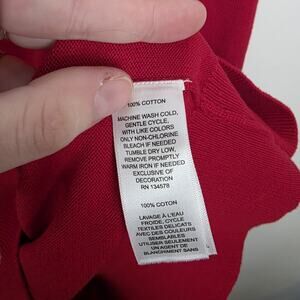 100% COTTON
MACHINE WASH COLD,
GENTLE CYCLE,
WITH LIKE COLORS
ONLY NON-CHLORINE
BLEACH IF NEEDED
TUMBLE DRY LOW,
REMOVE PROMPTLY
WARM IRON IF NEEDED
EXCLUSIVE OF
DECORATION
RN 134578
100% COTON
LAVAGE À L'EAU
FROIDE, CYCLE
TEXTILES DELICATS
AVEC DES COULEURS
SEMBLABLES
UTILISER SEULEMENT
UN AGENT DE
BLANCHIMENT SANS